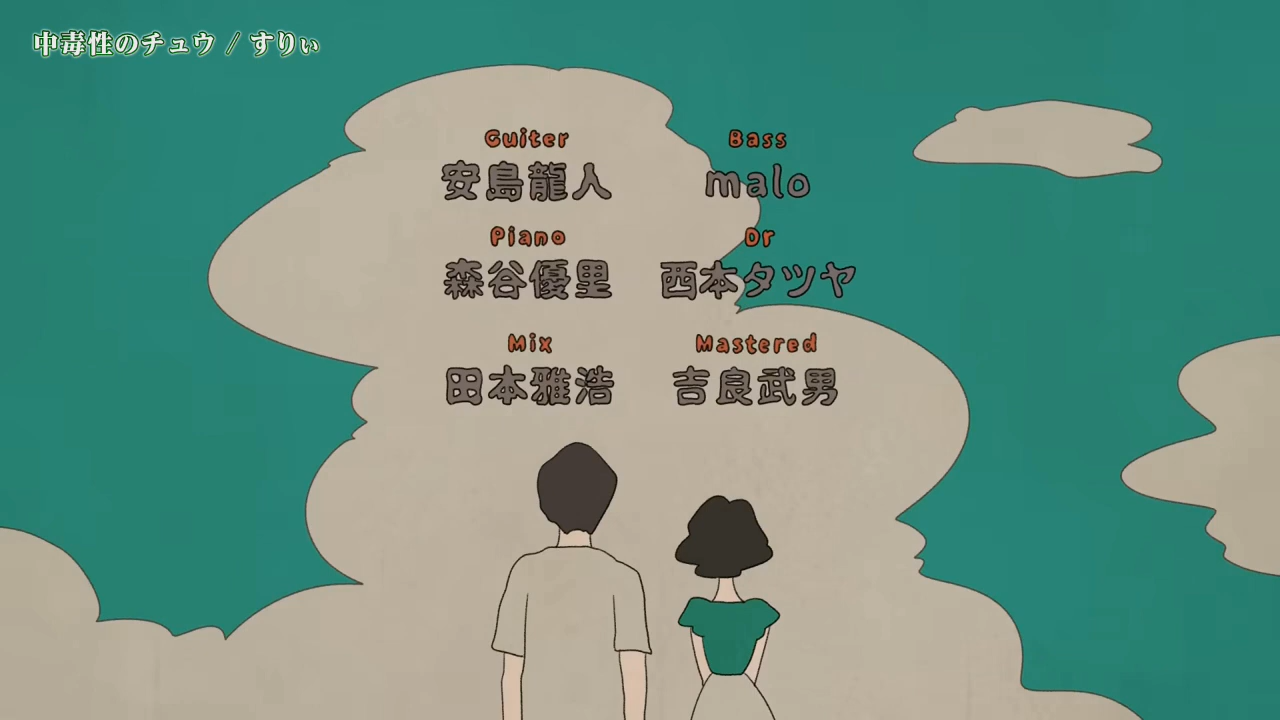 中毒性のチュウ / すりぃ
Guiter Bass
安島龍人 malo
Piano Dr
森谷優里 西本タツヤ
Mix Mastered
田本雅浩 吉良武男